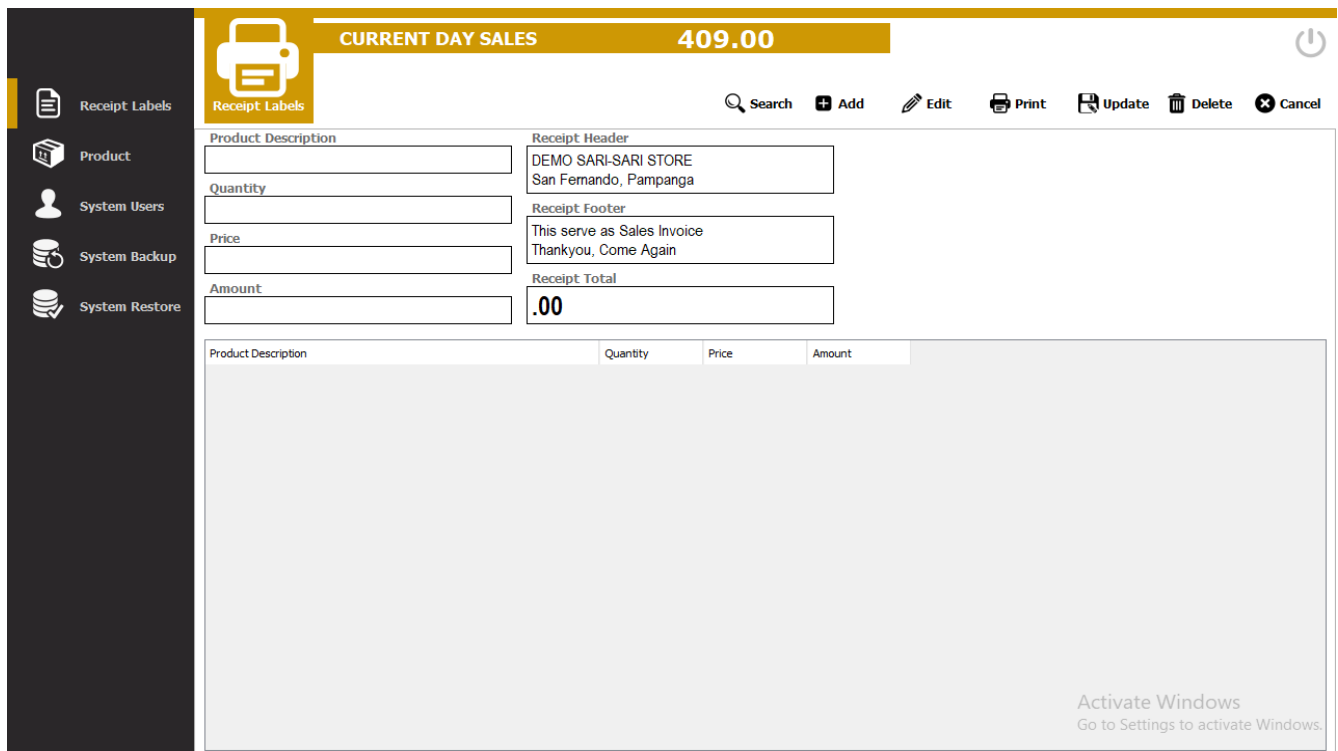 CURRENT DAY SALES 409.00
Receipt Labels
Product
System Users
System Backup
System Restore
Receipt Labels
Search Add Edit Print Update Delete Cancel
Product Description
Quantity
Price
Amount
Receipt Header
DEMO SARI-SARI STORE
San Fernando, Pampanga
Receipt Footer
This serve as Sales Invoice
Thankyou, Come Again
Receipt Total
.00
Product Description Quantity Price Amount
Activate Windows
Go to Settings to activate Windows.